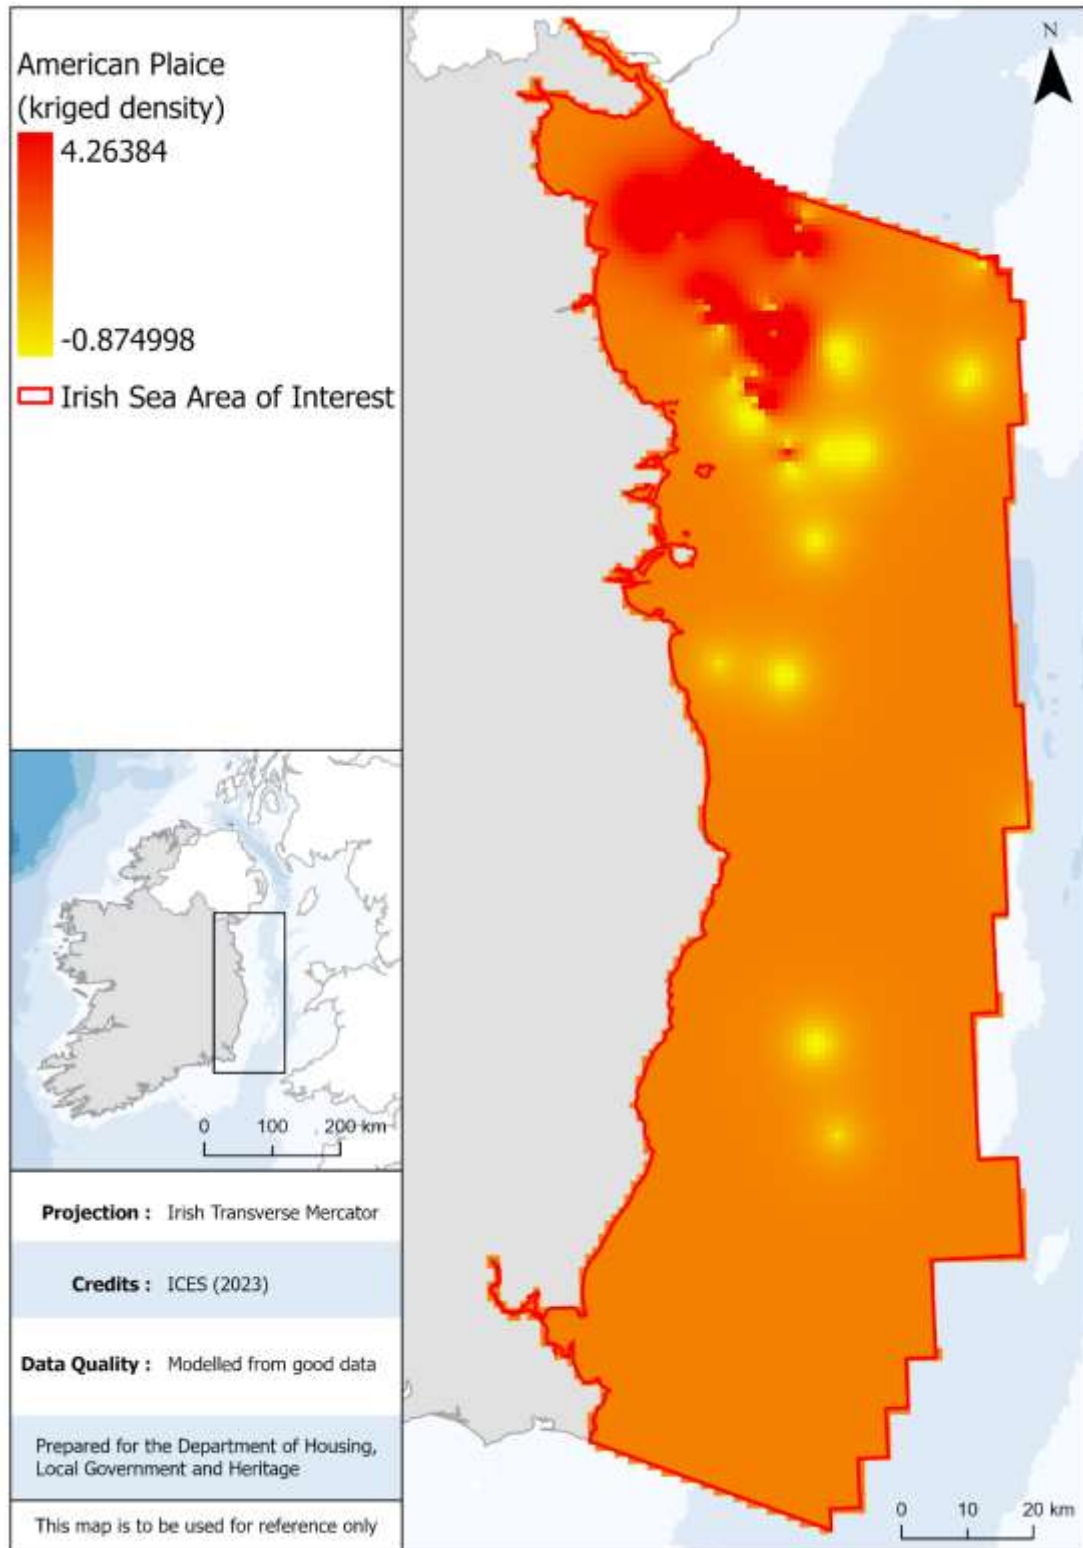 American Plaice
(kriged density)
4.26384
-0.874998
Irish Sea Area of Interest
N
0 100 200 km
Projection : Irish Transverse Mercator
Credits : ICES (2023)
Data Quality : Modelled from good data
Prepared for the Department of Housing,
Local Government and Heritage
This map is to be used for reference only
0 10 20 km